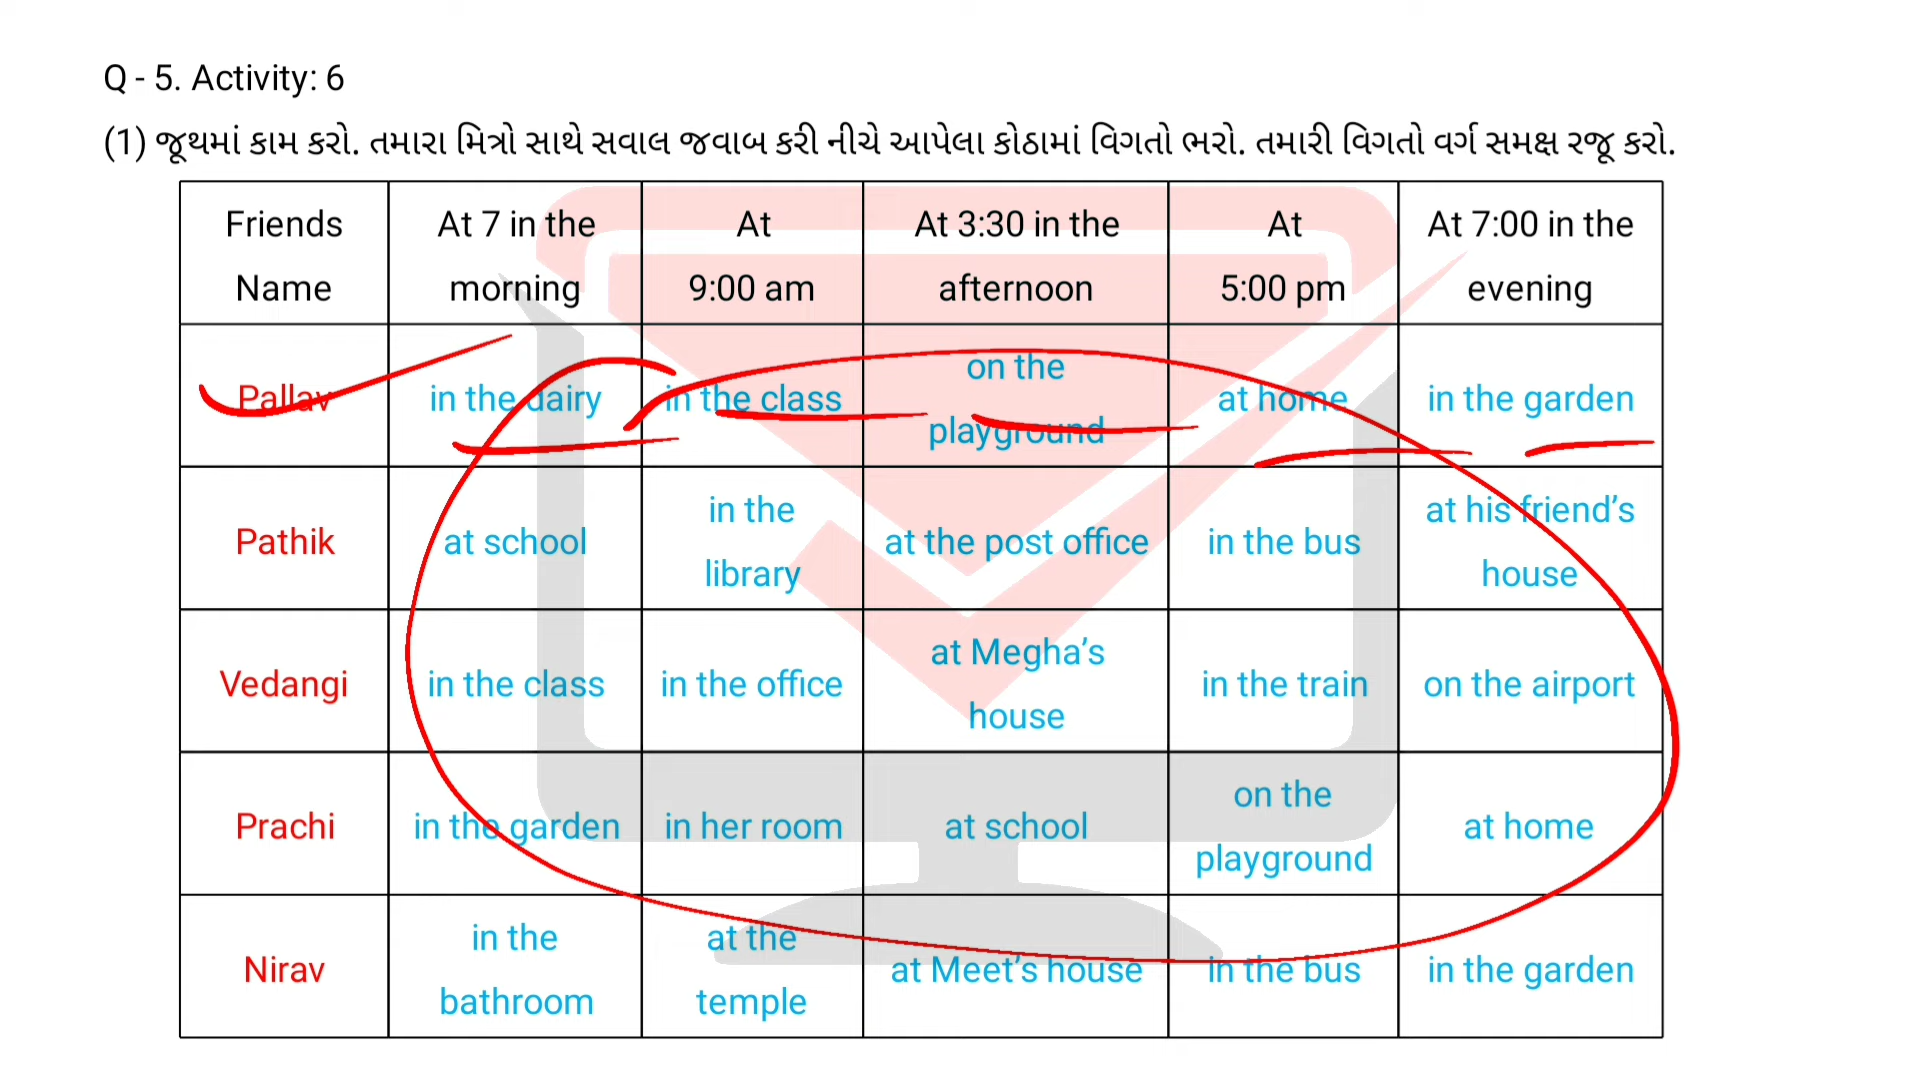 Q - 5. Activity: 6
(1) જૂથમાં કામ કરો. તમારા મિત્રો સાથે સવાલ જવાબ કરી નીચે આપેલા કોઠામાં વિગતો ભરો. તમારી વિગતો વર્ગ સમક્ષ રજૂ કરો.
Friends Name
At 7 in the morning
At 9:00 am
At 3:30 in the afternoon
At 5:00 pm
At 7:00 in the evening
Pallav
in the dairy
in the class
on the playground
at home
in the garden
Pathik
at school
in the library
at the post office
in the bus
at his friend’s house
Vedangi
in the class
in the office
at Megha’s house
in the train
on the airport
Prachi
in the garden
in her room
at school
on the playground
at home
Nirav
in the bathroom
at the temple
at Meet’s house
in the bus
in the garden